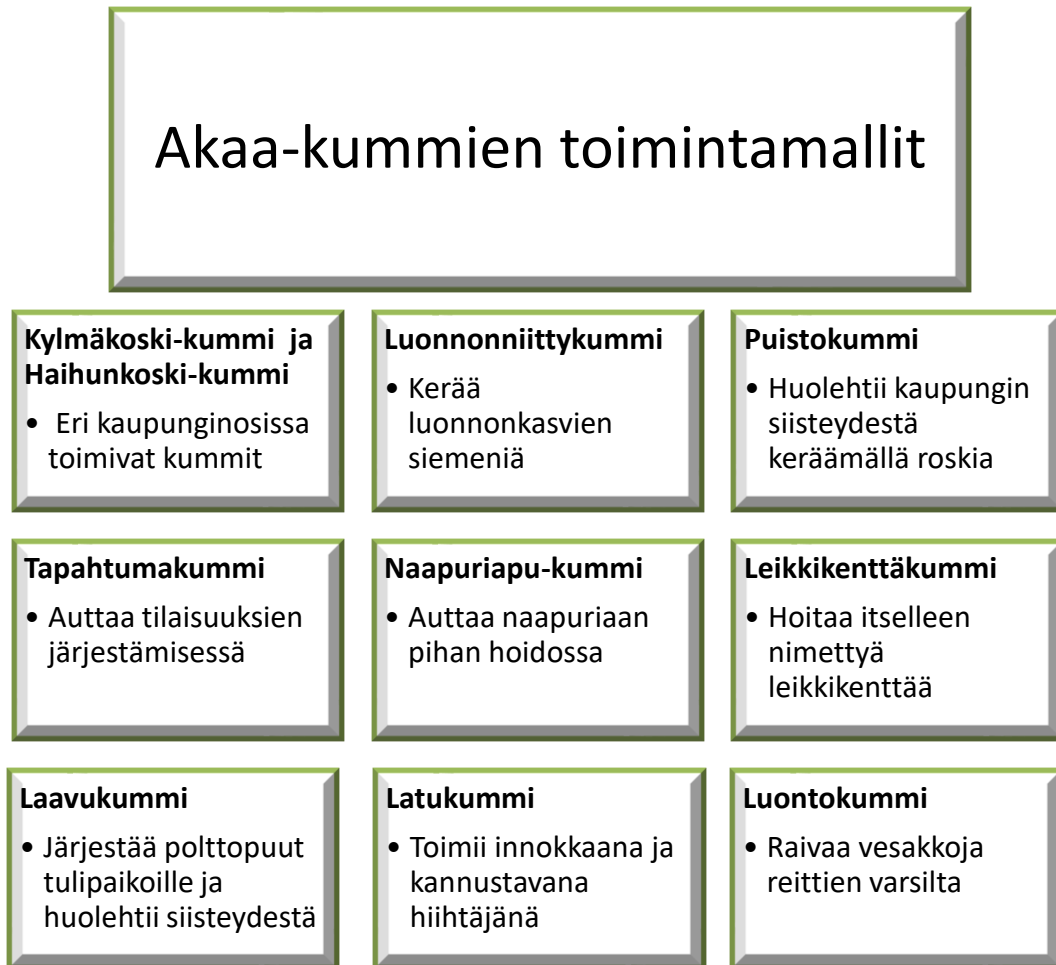 Akaa-kummien toimintamallit
Kylmäkoski-kummi ja
Haihunkoski-kummi
• Eri kaupunginosissa
toimivat kummit
Luonnonniittykummi
• Kerää
luonnonkasvien
siemeniä
Puistokummi
• Huolehtii kaupungin
siisteydestä
keräämällä roskia
Tapahtumakummi
• Auttaa tilaisuuksien
järjestämisessä
Naapuriapu-kummi
• Auttaa naapuriaan
pihan hoidossa
Leikkikenttäkummi
• Hoitaa itselleen
nimettyä
leikkikenttää
Laavukummi
• Järjestää polttopuut
tulipaikoille ja
huolehtii siisteydestä
Latukummi
• Toimii innokkaana ja
kannustavana
hiihtäjänä
Luontokummi
• Raivaa vesakkoja
reittien varsilta